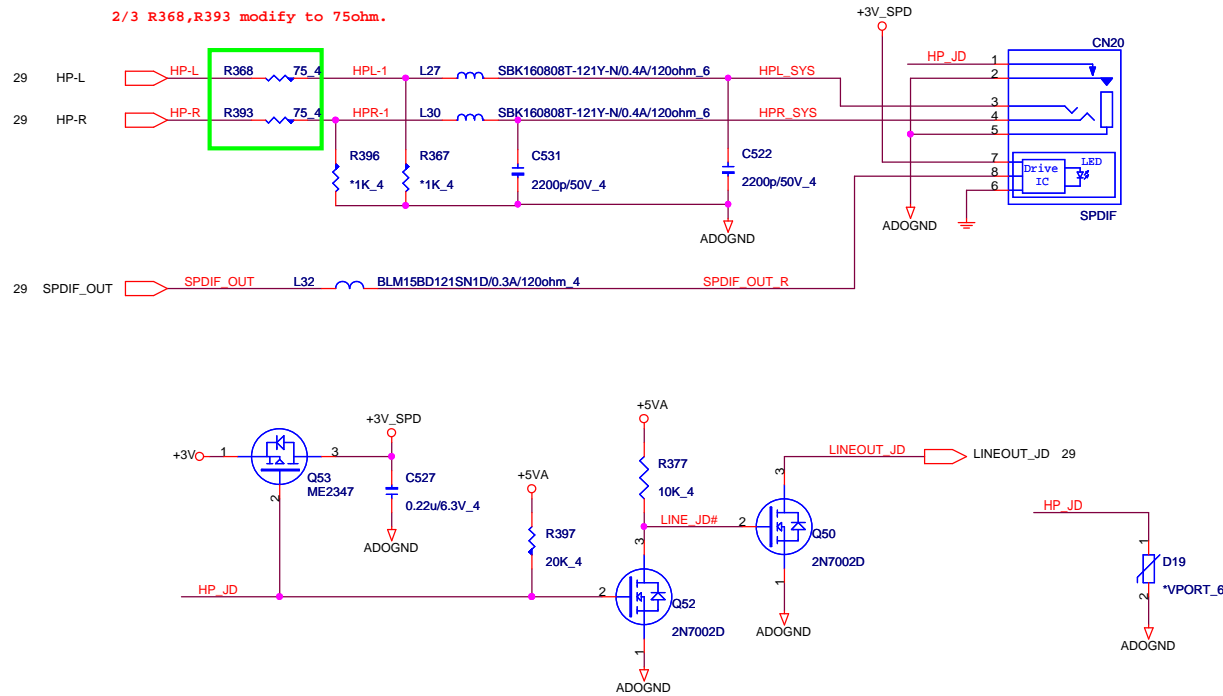 2/3 R368,R393 modify to 75ohm.
+3V_SPD
CN20
29 HP-L HP-L R368 75_4 HPL-1 L27 SBK160808T-121Y-N/0.4A/120ohm_6 HPL_SYS
HP_JD 1
2
3
29 HP-R HP-R R393 75_4 HPR-1 L30 SBK160808T-121Y-N/0.4A/120ohm_6 HPR_SYS 4
5
R396
*1K_4
R367
*1K_4
C531
2200p/50V_4
C522
2200p/50V_4
7
8
6
Drive
IC
LED
SPDIF
ADOGND
ADOGND
29 SPDIF_OUT SPDIF_OUT L32 BLM15BD121SN1D/0.3A/120ohm_4 SPDIF_OUT_R
+3V 1 3
2
Q53
ME2347
+3V_SPD
C527
0.22u/6.3V_4
ADOGND
+5VA
R397
20K_4
HP_JD
+5VA
R377
10K_4
LINE_JD# 2
3
2
1
Q52
2N7002D
ADOGND
LINEOUT_JD LINEOUT_JD 29
3
1
Q50
2N7002D
ADOGND
HP_JD
1
2
D19
*VPORT_6
ADOGND